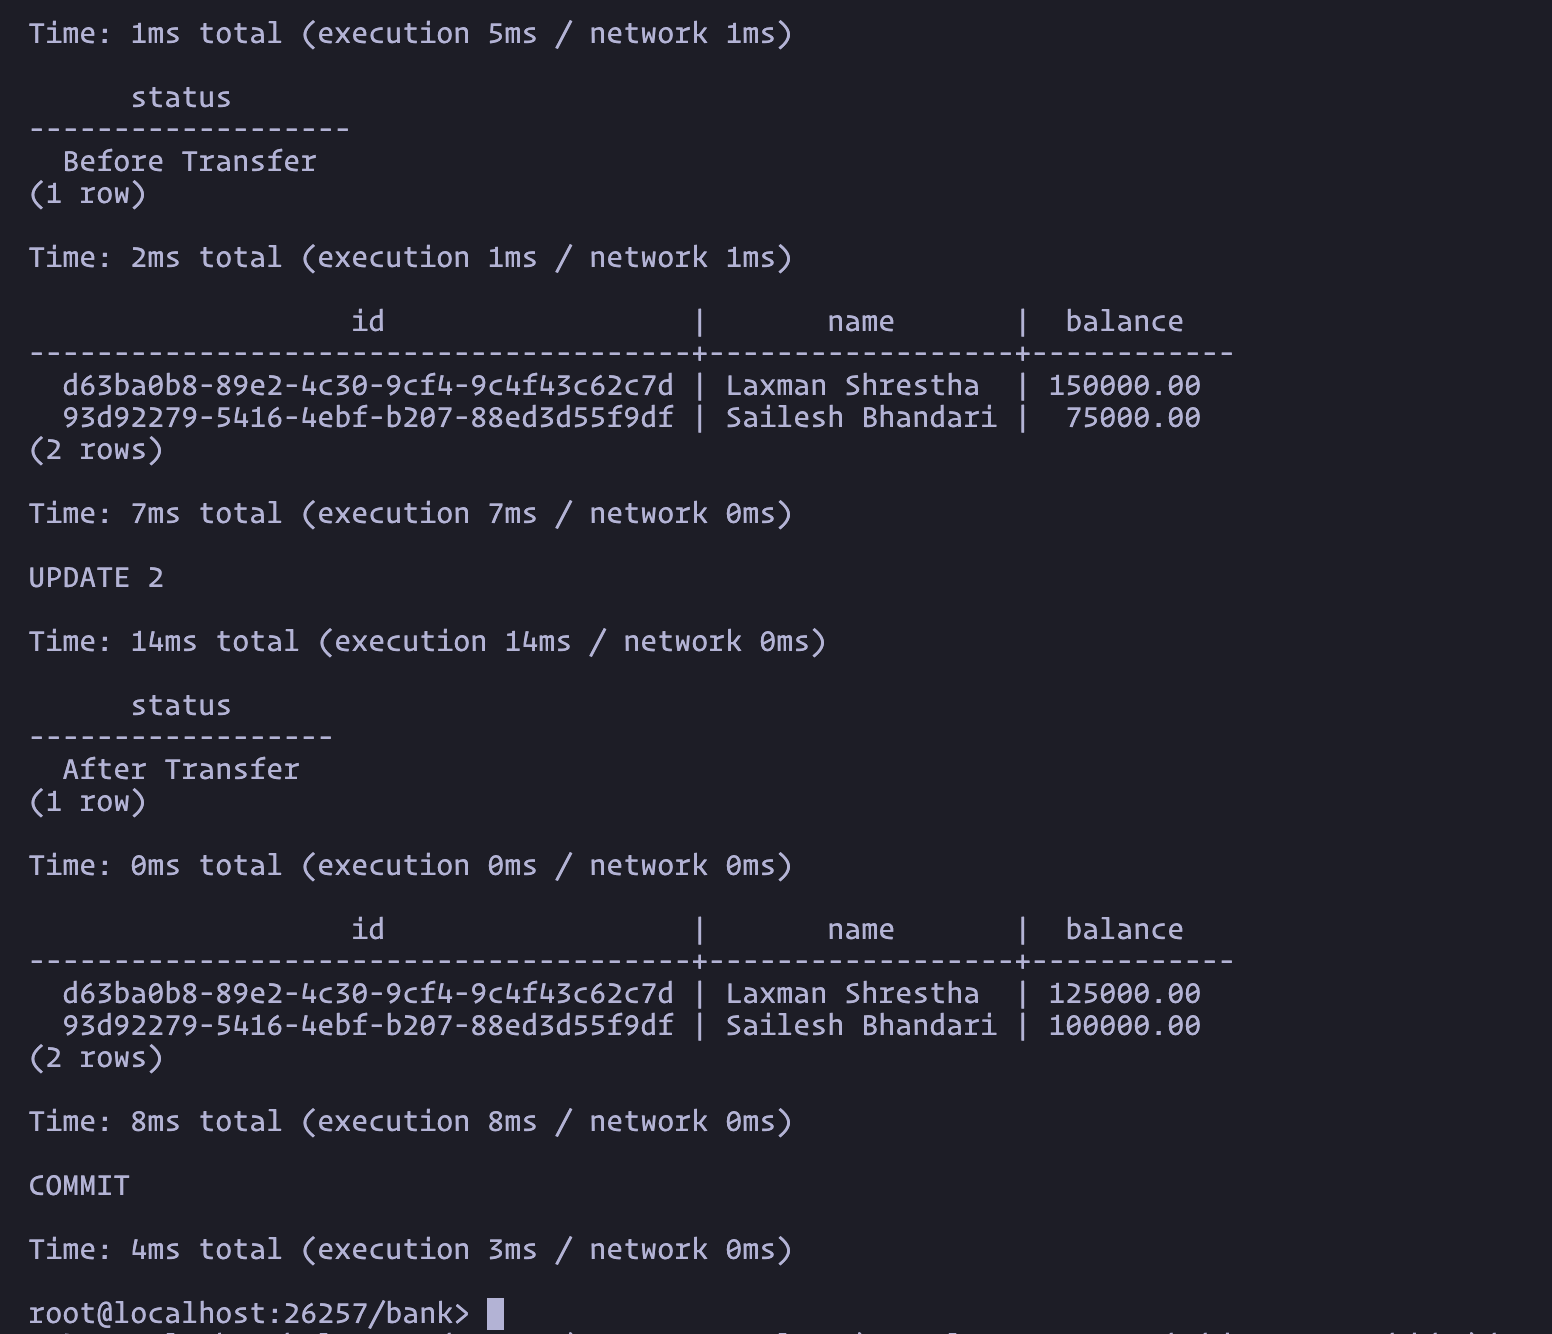 Time: 1ms total (execution 5ms / network 1ms)
status
-------------------
Before Transfer
(1 row)
Time: 2ms total (execution 1ms / network 1ms)
id | name | balance
---------------------------------------+------------------+------------
d63ba0b8-89e2-4c30-9cf4-9c4f43c62c7d | Laxman Shrestha | 150000.00
93d92279-5416-4ebf-b207-88ed3d55f9df | Sailesh Bhandari | 75000.00
(2 rows)
Time: 7ms total (execution 7ms / network 0ms)
UPDATE 2
Time: 14ms total (execution 14ms / network 0ms)
status
------------------
After Transfer
(1 row)
Time: 0ms total (execution 0ms / network 0ms)
id | name | balance
---------------------------------------+------------------+------------
d63ba0b8-89e2-4c30-9cf4-9c4f43c62c7d | Laxman Shrestha | 125000.00
93d92279-5416-4ebf-b207-88ed3d55f9df | Sailesh Bhandari | 100000.00
(2 rows)
Time: 8ms total (execution 8ms / network 0ms)
COMMIT
Time: 4ms total (execution 3ms / network 0ms)
root@localhost:26257/bank>